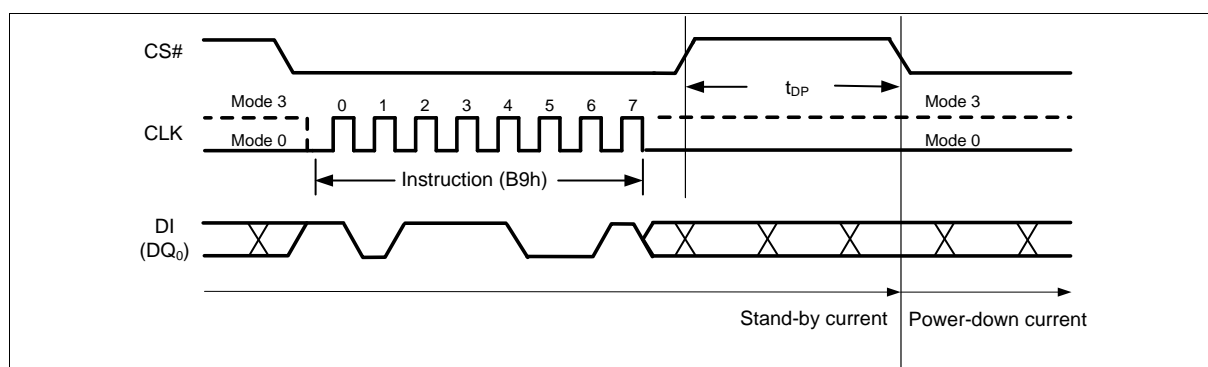 CS#
t_DP
Mode 3
0 1 2 3 4 5 6 7
Mode 3
CLK
Mode 0
Mode 0
Instruction (B9h)
DI
(DQ₀)
Stand-by current
Power-down current